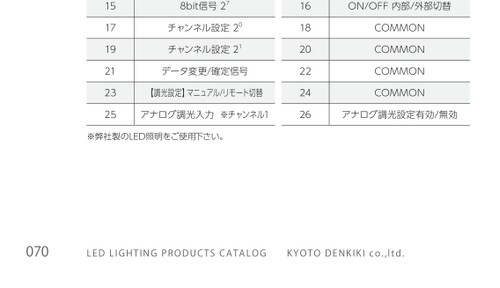 15 8bit信号 2⁷ 16 ON/OFF 内部/外部切替
17 チャンネル設定 2⁰ 18 COMMON
19 チャンネル設定 2¹ 20 COMMON
21 データ変更/確定信号 22 COMMON
23 【調光設定】マニュアル/リモート切替 24 COMMON
25 アナログ調光入力 ※チャンネル1 26 アナログ調光設定有効/無効
※弊社製のLED照明をご使用下さい。
070 LED LIGHTING PRODUCTS CATALOG KYOTO DENKIKI co.,ltd.